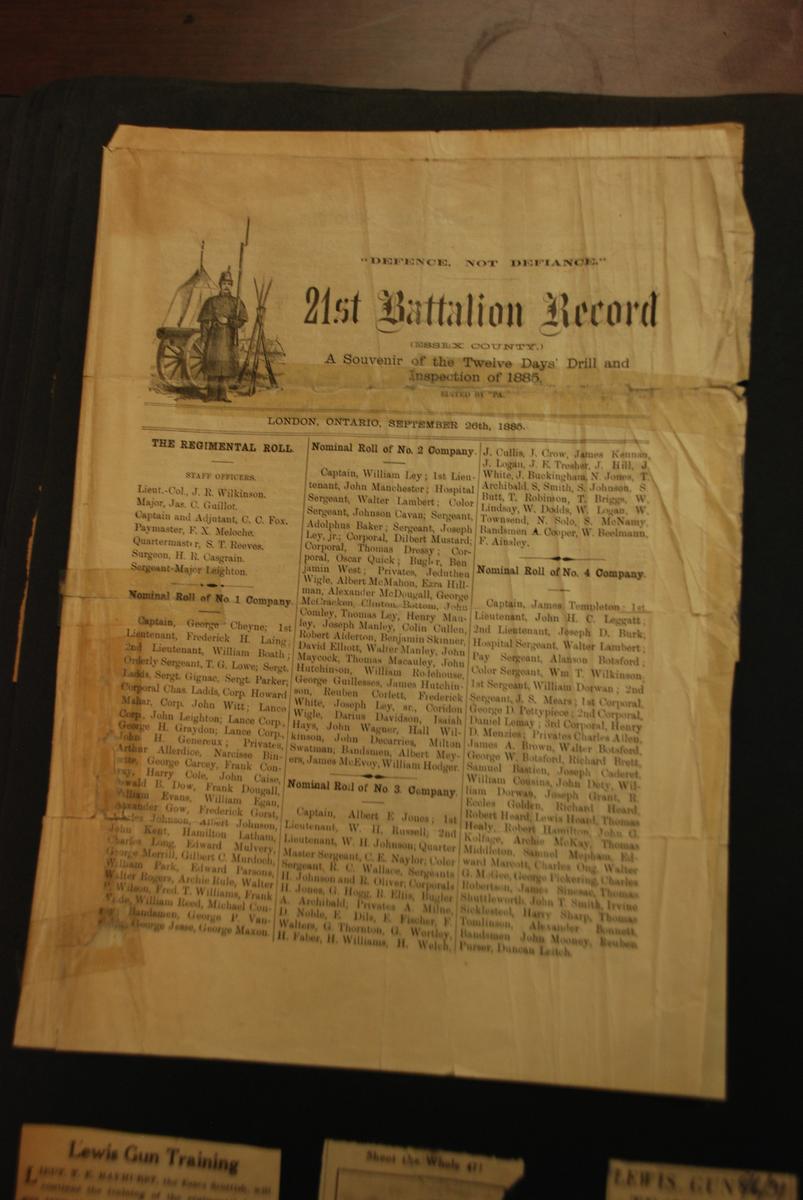 "DEFENCE, NOT DEFIANCE."
21st Battalion Record
(ESSEX COUNTY.)
A Souvenir of the Twelve Days' Drill and
Inspection of 1885.
EDITED BY "PA."
LONDON, ONTARIO, SEPTEMBER 26th, 1885.
THE REGIMENTAL ROLL.
STAFF OFFICERS.
Lieut.-Col., J. R. Wilkinson.
Major, Jas. C. Guillot.
Captain and Adjutant, C. C. Fox.
Paymaster, F. X. Meloche.
Quartermaster, S. T. Reeves.
Surgeon, H. R. Casgrain.
Sergeant-Major Leighton.
Nominal Roll of No. 1 Company.
Captain, George Cheyne; 1st
Lieutenant, Frederick H. Laing;
2nd Lieutenant, William Boath;
Orderly Sergeant, T. G. Lowe; Sergt.
Ladds, Sergt. Gignac, Sergt. Parker;
Corporal Chas. Ladds, Corp. Howard
Mahar, Corp. John Witt; Lance
Corp. John Leighton; Lance Corp.
George H. Graydon; Lance Corp.
John H. Genereux; Privates,
Arthur Allerdice, Narcisse Bin-
George Carcey, Frank Con-
Harry Cole, John Caise,
B. Dow, Frank Dougall,
William Evans, William Egan,
Alexander Gow, Frederick Gorst,
Charles Johnson, Albert Johnson,
John Kent, Hamilton Latham,
Charles Long, Edward Mulvery,
George Merrill, Gilbert C. Murdoch,
William Park, Edward Parsons,
Walter Rogers, Archie Rule, Walter
P. Wilson, Fred. T. Williams, Frank
William Reed, Michael Con-
Bandsmen, George P. Van-
George Jesse, George Maxon.
Nominal Roll of No. 2 Company.
Captain, William Ley; 1st Lieu-
tenant, John Manchester; Hospital
Sergeant, Walter Lambert; Color
Sergeant, Johnson Cavan; Sergeant,
Adolphus Baker; Sergeant, Joseph
Ley, jr.; Corporal, Dilbert Mustard;
Corporal, Thomas Dressy; Cor-
poral, Oscar Quick; Bugler, Ben
jamin West; Privates, Jeduthen
Wigle, Albert McMahon, Ezra Hill-
man, Alexander McDougall, George
McCracken, Clinton Bottom, John
Comley, Thomas Ley, Henry Man-
ley, Joseph Manley, Colin Cullen,
Robert Alderton, Benjamin Skinner,
David Elliott, Walter Manley, John
Maycock, Thomas Macauley, John
Hutchinson, William Rofehouse,
George Guillesses, James Hutchin-
son, Reuben Corlett, Frederick
White, Joseph Ley, sr., Coridon
Wigle, Darius Davidson, Isaiah
Hays, John Wagner, Hall Wil-
kinson, John Decarries, Milton
Swatman, Bandsmen, Albert Mey-
ers, James McEvoy, William Hodger.
Nominal Roll of No 3. Company.
Captain, Albert E Jones; 1st
Lieutenant, W. H. Russell; 2nd
Lieutenant, W. H. Johnson; Quarter
Master Sergeant, C. E. Naylor; Color
Sergeant, R. C. Wallace, Sergeants
H. Johnson and R. Oliver; Corporals
H. Jones, G. Hogg, R. Ellis, Bugler
A. Archibald; Privates A. Milne,
D. Noble, E. Dils, E. Fischer, F.
Walters, G. Thornton, G. Wortley,
H. Faber, H. Williams, H. Welch,
J. Cullis, J. Crow, James Kennan,
J. Logan, J. E. Tresher, J. Hill, J.
White, J. Buckingham, N. Jones, T.
Archibald, S. Smith, S. Johnson, S.
Butt, T. Robinson, T. Briggs, W.
Lindsay, W. Dodds, W. Logan, W.
Townsend, N. Solo, S. McNamy.
Bandsmen A. Cooper, W. Beelmann,
F. Ainsley.
Nominal Roll of No. 4 Company.
Captain, James Templeton; 1st
Lieutenant, John H. C. Leggatt;
2nd Lieutenant, Joseph D. Burk,
Hospital Sergeant, Walter Lambert;
Pay Sergeant, Alanson Botsford;
Color Sergeant, Wm T. Wilkinson
1st Sergeant, William Dorwan; 2nd
Sergeant, J. S. Mears; 1st Corporal,
George D. Pettypiece; 2nd Corporal,
Daniel Lemay; 3rd Corporal, Henry
D. Menzies; Privates Charles Allen,
James A. Brown, Walter Botsford,
George W. Botsford, Richard Brett,
Samuel Bastien, Joseph Caderet,
William Cousins, John Doty, Wil-
liam Dorwan, Joseph Grant, R.
Eccles Golden, Richard Heard,
Robert Heard, Lewis Heard, Thomas
Healy, Robert Hamilton, John G.
Kolfage, Archie McKay, Thomas
Middleton, Samuel Mepham, Ed-
ward Marcott, Charles Ong, Walter
G. McGee, George Pickering, Charles
Robertson, James Sinesac, Thomas
Shuttleworth, John T. Smith, Irvine
Sicklesteel, Harry Sharp, Thomas
Tomlinson, Alexander Bonnett,
Bandsmen John Mooney, Reuben
Purser, Duncan Leitch.
Lewis Gun Training
LIEUT. T. E. BAYHURST, the Essex Scottish, will
continue the training of the
Shoot the Whole
LEWIS GUNS